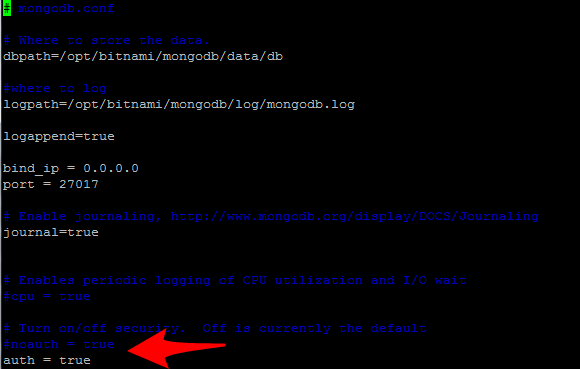 # mongodb.conf
# Where to store the data.
dbpath=/opt/bitnami/mongodb/data/db
#where to log
logpath=/opt/bitnami/mongodb/log/mongodb.log
logappend=true
bind_ip = 0.0.0.0
port = 27017
# Enable journaling, http://www.mongodb.org/display/DOCS/Journaling
journal=true
# Enables periodic logging of CPU utilization and I/O wait
#cpu = true
# Turn on/off security.  Off is currently the default
#noauth = true
auth = true